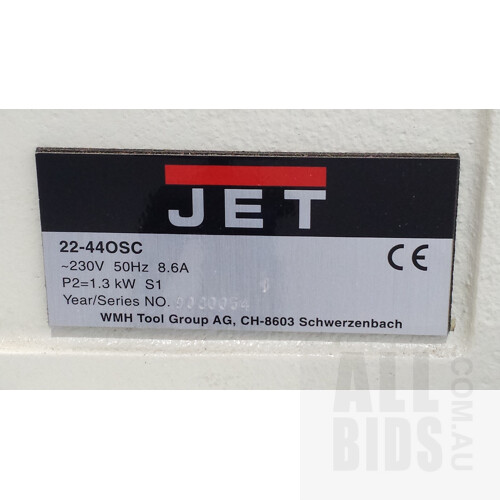 JET
22-44OSC
~230V 50Hz 8.6A
P2=1.3 kW S1
Year/Series NO.
WMH Tool Group AG, CH-8603 Schwerzenbach
CE
ALL
BIDS
.COM.AU